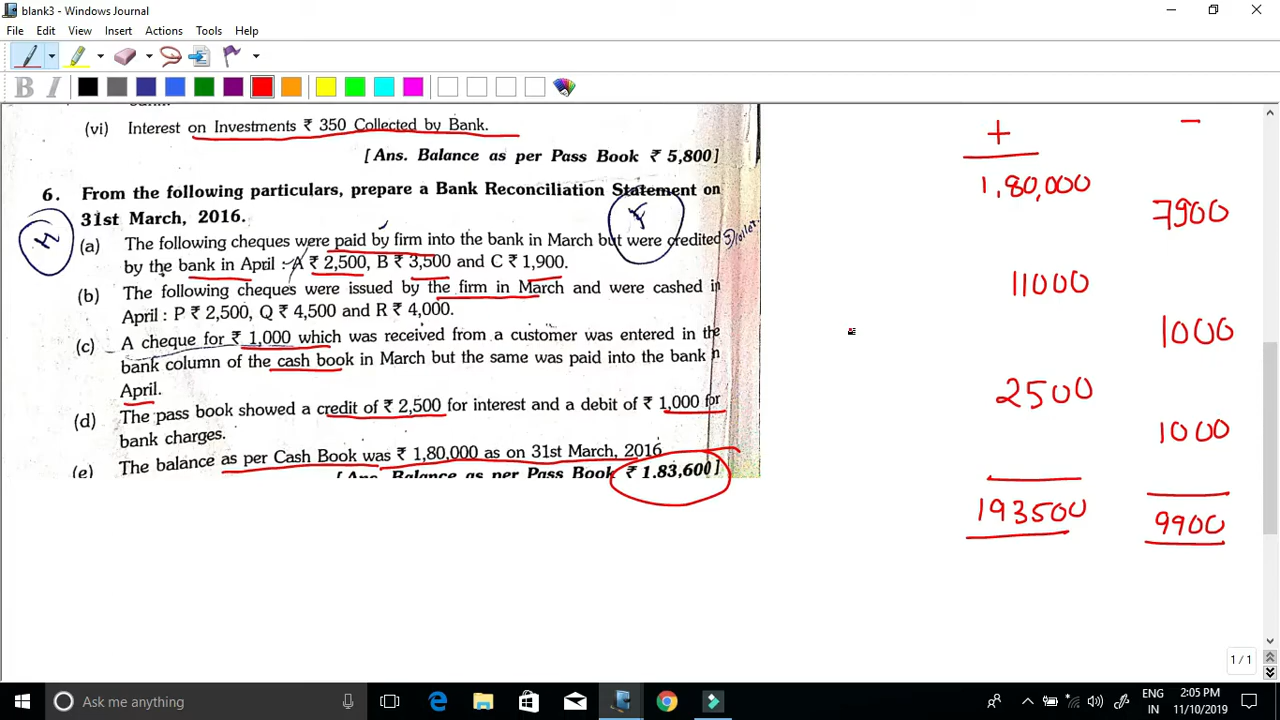 blank3 - Windows Journal
File Edit View Insert Actions Tools Help
B I
(vi) Interest on Investments ₹ 350 Collected by Bank.
[Ans. Balance as per Pass Book ₹ 5,800]
6. From the following particulars, prepare a Bank Reconciliation Statement on
31st March, 2016.
(a) The following cheques were paid by firm into the bank in March but were credited
by the bank in April :- A ₹ 2,500, B ₹ 3,500 and C ₹ 1,900.
(b) The following cheques were issued by the firm in March and were cashed in
April : P ₹ 2,500, Q ₹ 4,500 and R ₹ 4,000.
(c) A cheque for ₹ 1,000 which was received from a customer was entered in the
bank column of the cash book in March but the same was paid into the bank in
April.
(d) The pass book showed a credit of ₹ 2,500 for interest and a debit of ₹ 1,000 for
bank charges.
(e) The balance as per Cash Book was ₹ 1,80,000 as on 31st March, 2016
[Ans. Balance as per Pass Book ₹ 1,83,600]
+ -
1,80,000
7900
11000
1000
2500
1000
193500 9900
1 / 1
Ask me anything
ENG 2:05 PM
IN 11/10/2019